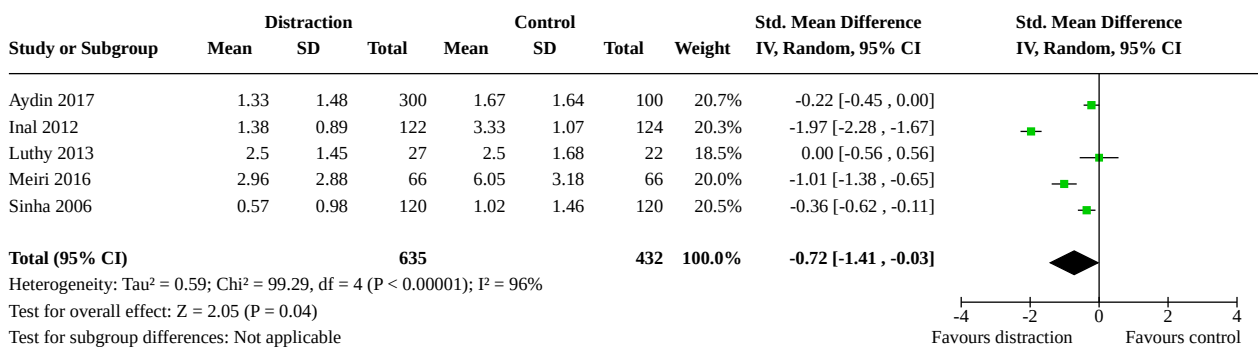 Distraction Control Std. Mean Difference Std. Mean Difference
Study or Subgroup Mean SD Total Mean SD Total Weight IV, Random, 95% CI IV, Random, 95% CI
Aydin 2017 1.33 1.48 300 1.67 1.64 100 20.7% -0.22 [-0.45 , 0.00]
Inal 2012 1.38 0.89 122 3.33 1.07 124 20.3% -1.97 [-2.28 , -1.67]
Luthy 2013 2.5 1.45 27 2.5 1.68 22 18.5% 0.00 [-0.56 , 0.56]
Meiri 2016 2.96 2.88 66 6.05 3.18 66 20.0% -1.01 [-1.38 , -0.65]
Sinha 2006 0.57 0.98 120 1.02 1.46 120 20.5% -0.36 [-0.62 , -0.11]
Total (95% CI) 635 432 100.0% -0.72 [-1.41 , -0.03]
Heterogeneity: Tau² = 0.59; Chi² = 99.29, df = 4 (P < 0.00001); I² = 96%
Test for overall effect: Z = 2.05 (P = 0.04) -4 -2 0 2 4
Test for subgroup differences: Not applicable Favours distraction Favours control